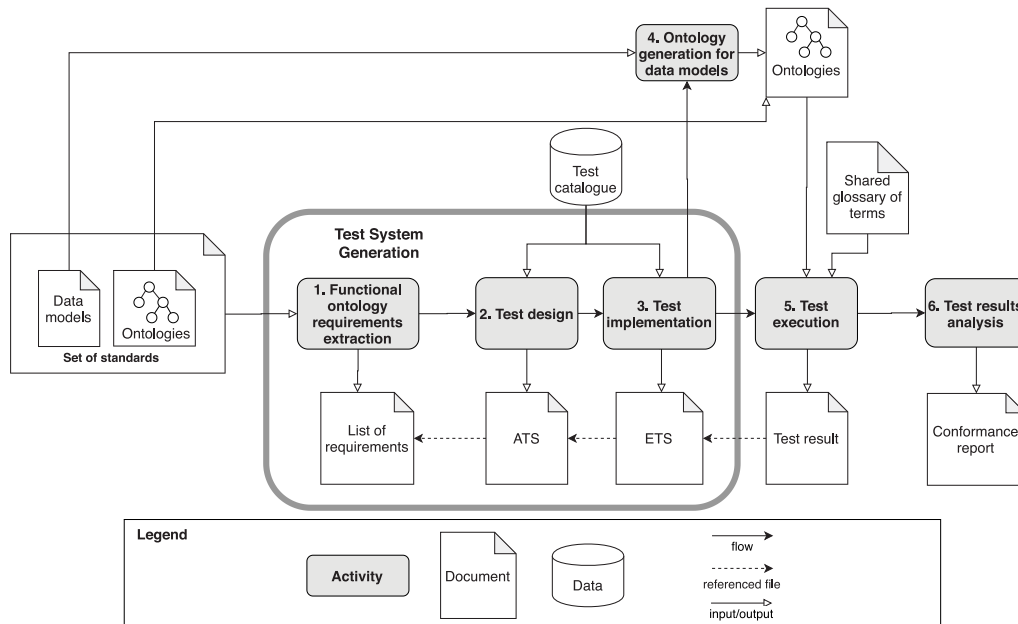 4. Ontology
generation for
data models
Ontologies
Test
catalogue
Shared
glossary of
terms
Test System
Generation
Data
models
Ontologies
Set of standards
1. Functional
ontology
requirements
extraction
2. Test design
3. Test
implementation
5. Test
execution
6. Test results
analysis
List of
requirements
ATS
ETS
Test result
Conformance
report
Legend
Activity
Document
Data
flow
referenced file
input/output